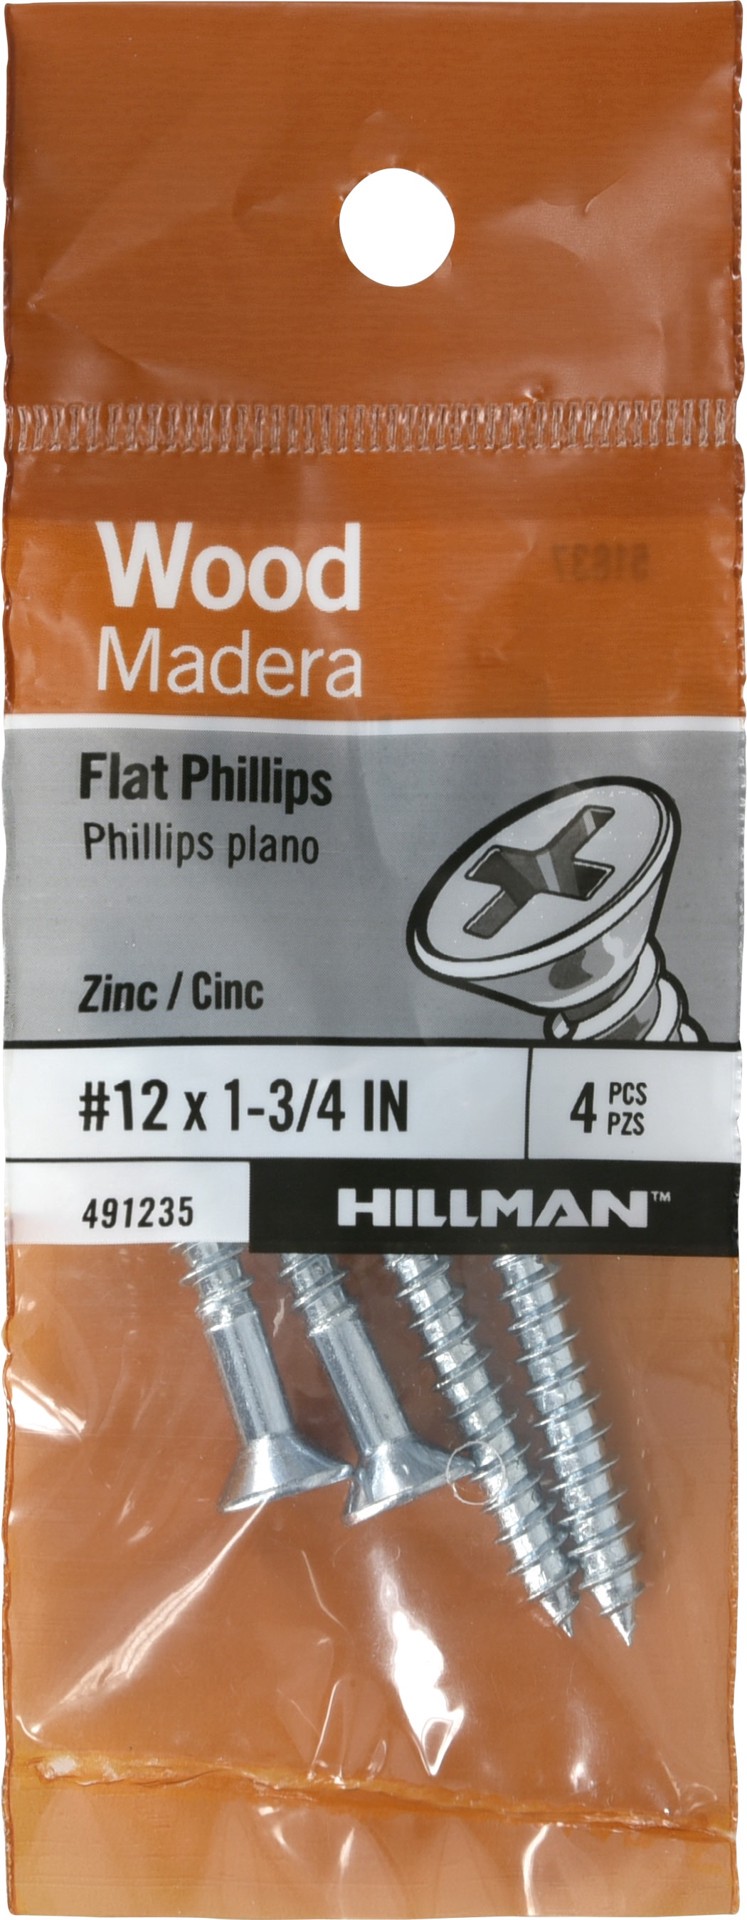 Wood
Madera
Flat Phillips
Phillips plano
Zinc / Cinc
#12 x 1-3/4 IN
4 PCS
PZS
491235
HILLMAN™